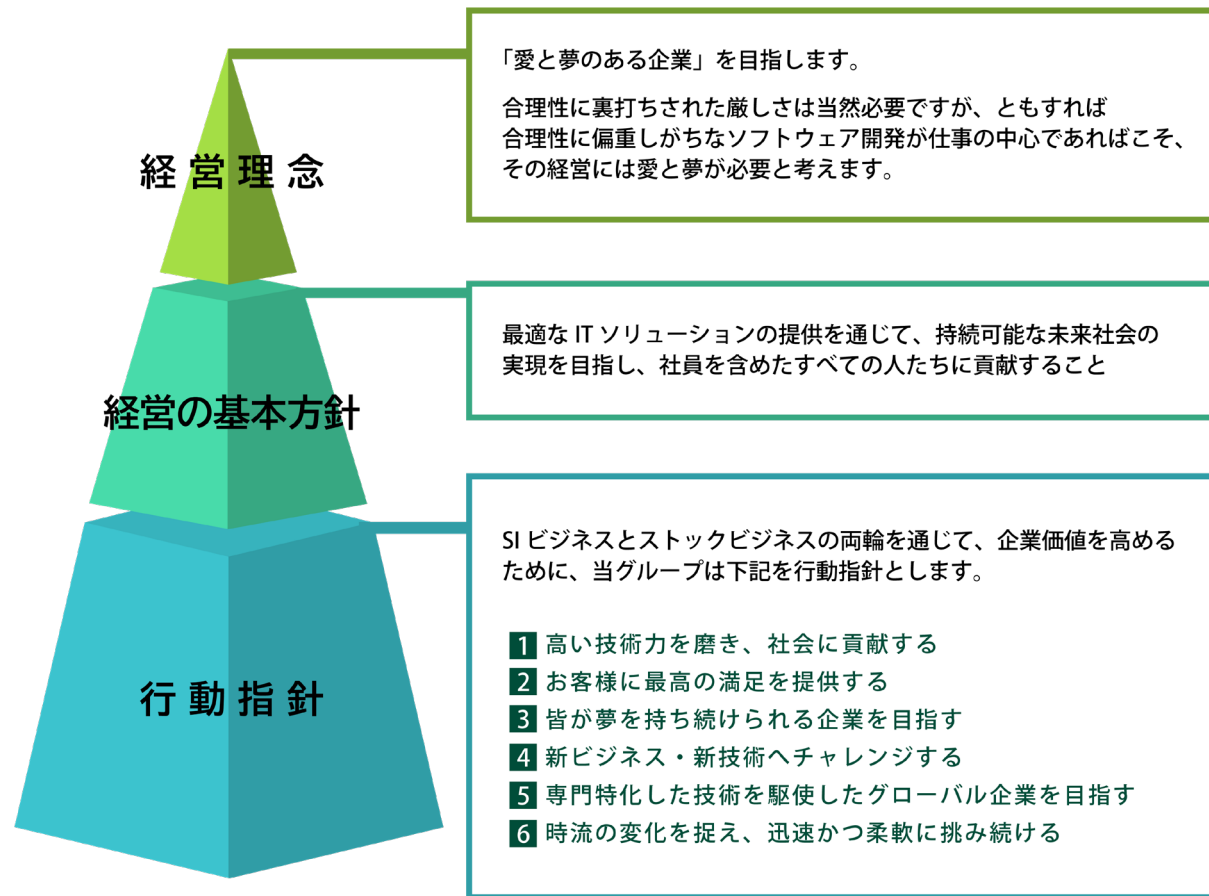 経営理念
「愛と夢のある企業」を目指します。
合理性に裏打ちされた厳しさは当然必要ですが、ともすれば
合理性に偏重しがちなソフトウェア開発が仕事の中心であればこそ、
その経営には愛と夢が必要と考えます。
経営の基本方針
最適な IT ソリューションの提供を通じて、持続可能な未来社会の
実現を目指し、社員を含めたすべての人たちに貢献すること
行動指針
SI ビジネスとストックビジネスの両輪を通じて、企業価値を高める
ために、当グループは下記を行動指針とします。
1 高い技術力を磨き、社会に貢献する
2 お客様に最高の満足を提供する
3 皆が夢を持ち続けられる企業を目指す
4 新ビジネス・新技術へチャレンジする
5 専門特化した技術を駆使したグローバル企業を目指す
6 時流の変化を捉え、迅速かつ柔軟に挑み続ける